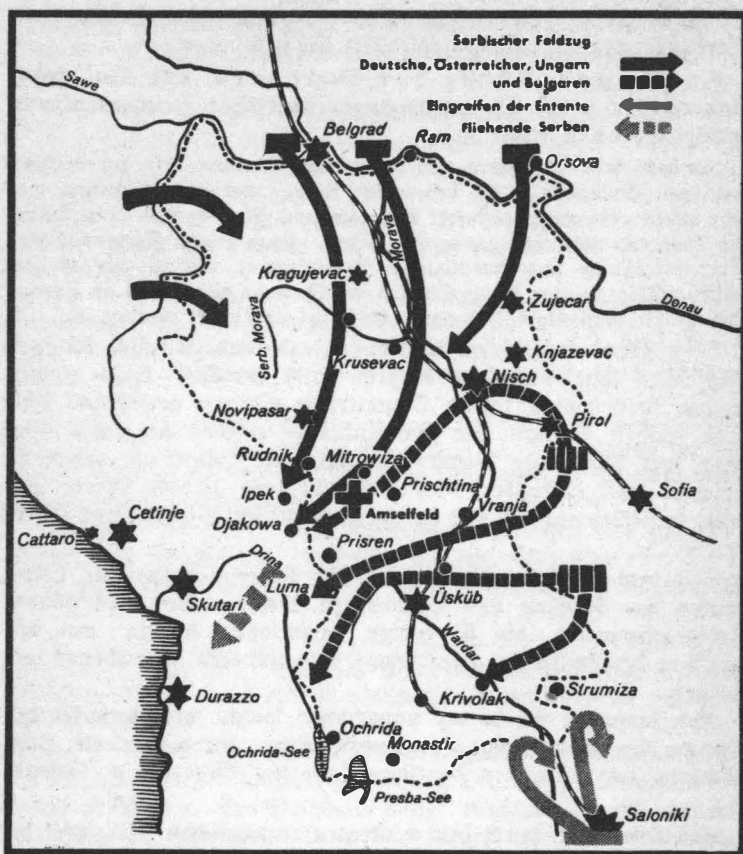 Serbischer Feldzug
Deutsche, Österreicher, Ungarn
und Bulgaren
Eingreifen der Entente
Fliehende Serben
Sawe
Belgrad
Ram
Orsova
Morava
Kragujevac
Zujecar
Donau
Serb. Morava
Krusevac
Knjazevac
Nisch
Novipasar
Pirol
Rudnik
Mitrowiza
Ipek
Prischtina
Sofia
Amselfeld
Vranja
Djakowa
Cetinje
Cattaro
Prisren
Drina
Luma
Skutari
Üsküb
Vardar
Durazzo
Krivolak
Strumiza
Ochrida
Ochrida-See
Monastir
Presba-See
Saloniki